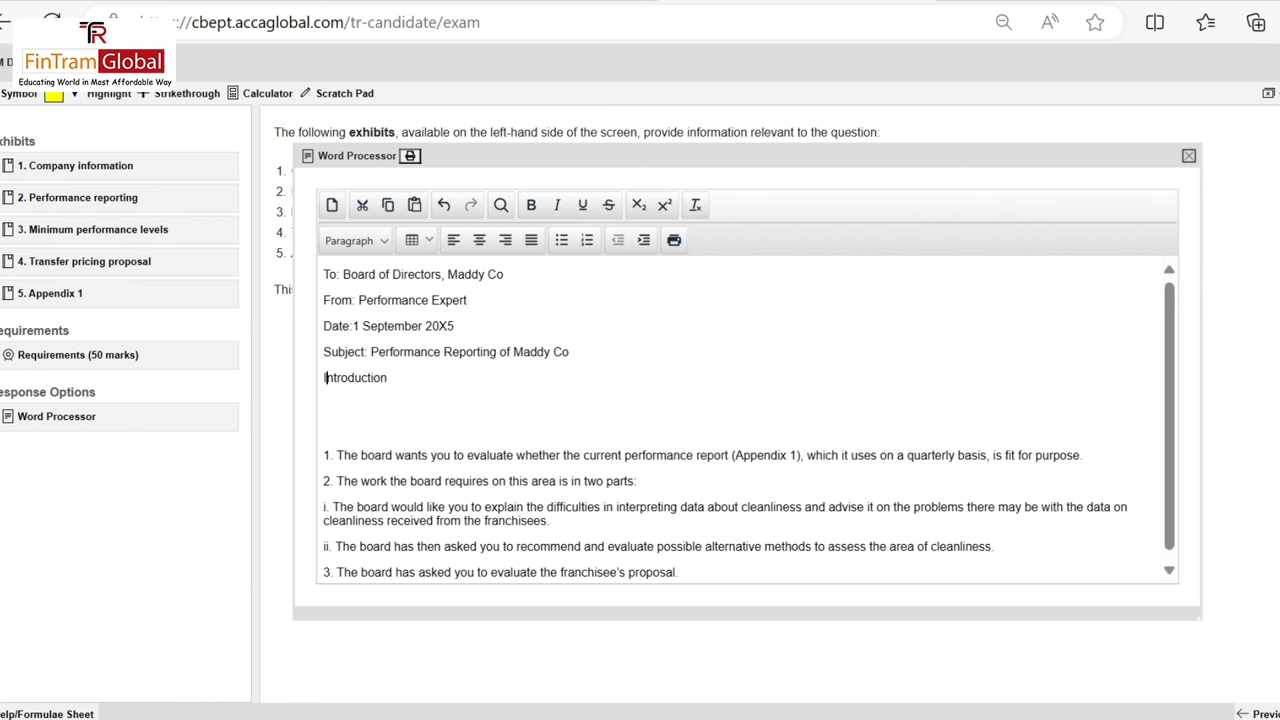 ://cbept.accaglobal.com/tr-candidate/exam
FR
FinTram Global
Educating World in Most Affordable Way
Symbol Highlight Strikethrough Calculator Scratch Pad
xhibits
1. Company information
2. Performance reporting
3. Minimum performance levels
4. Transfer pricing proposal
5. Appendix 1
equirements
Requirements (50 marks)
esponse Options
Word Processor
The following exhibits, available on the left-hand side of the screen, provide information relevant to the question:
1.
2.
3.
4.
5.
This
Word Processor
Paragraph
To: Board of Directors, Maddy Co
From: Performance Expert
Date:1 September 20X5
Subject: Performance Reporting of Maddy Co
Introduction
1. The board wants you to evaluate whether the current performance report (Appendix 1), which it uses on a quarterly basis, is fit for purpose.
2. The work the board requires on this area is in two parts:
i. The board would like you to explain the difficulties in interpreting data about cleanliness and advise it on the problems there may be with the data on
cleanliness received from the franchisees.
ii. The board has then asked you to recommend and evaluate possible alternative methods to assess the area of cleanliness.
3. The board has asked you to evaluate the franchisee's proposal.
elp/Formulae Sheet
Previo